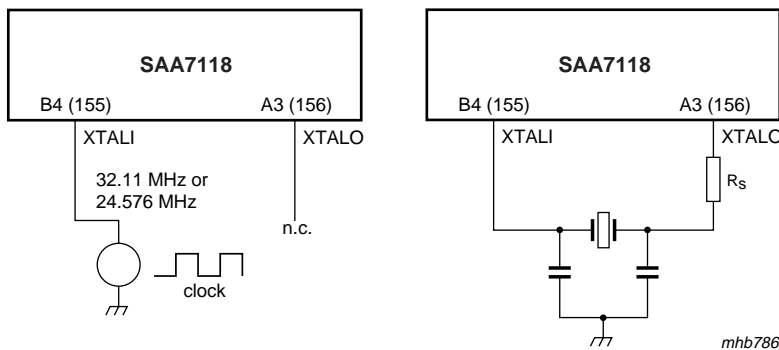 SAA7118
B4 (155)
A3 (156)
XTALI
XTALO
32.11 MHz or
24.576 MHz
n.c.
clock
SAA7118
B4 (155)
A3 (156)
XTALI
XTALO
RS
mhb786